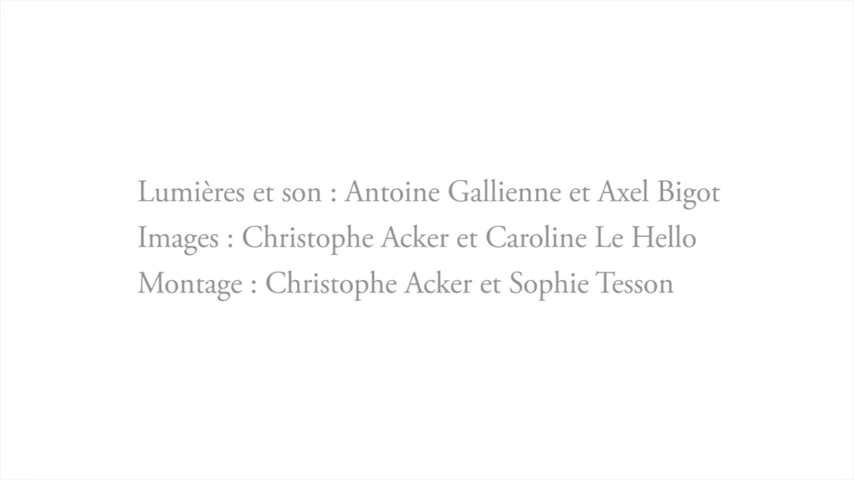 Lumières et son : Antoine Gallienne et Axel Bigot
Images : Christophe Acker et Caroline Le Hello
Montage : Christophe Acker et Sophie Tesson